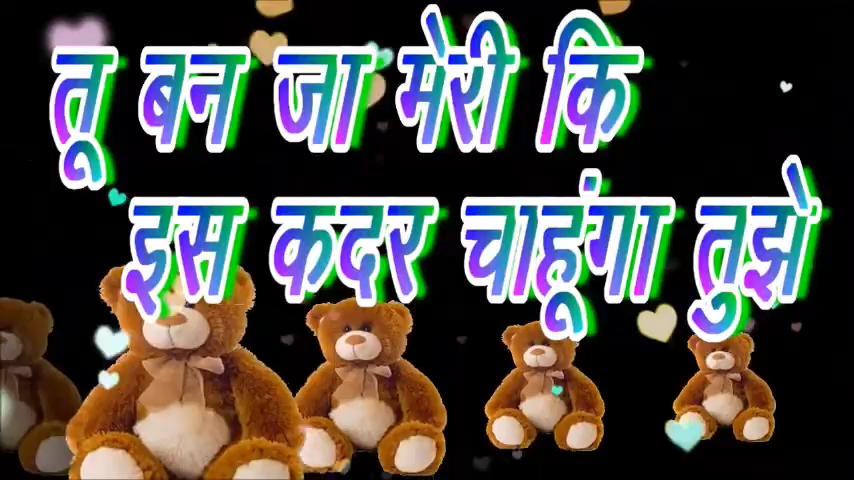 तू बन जा मेरी कि
इस कदर चाहूंगा तुझे